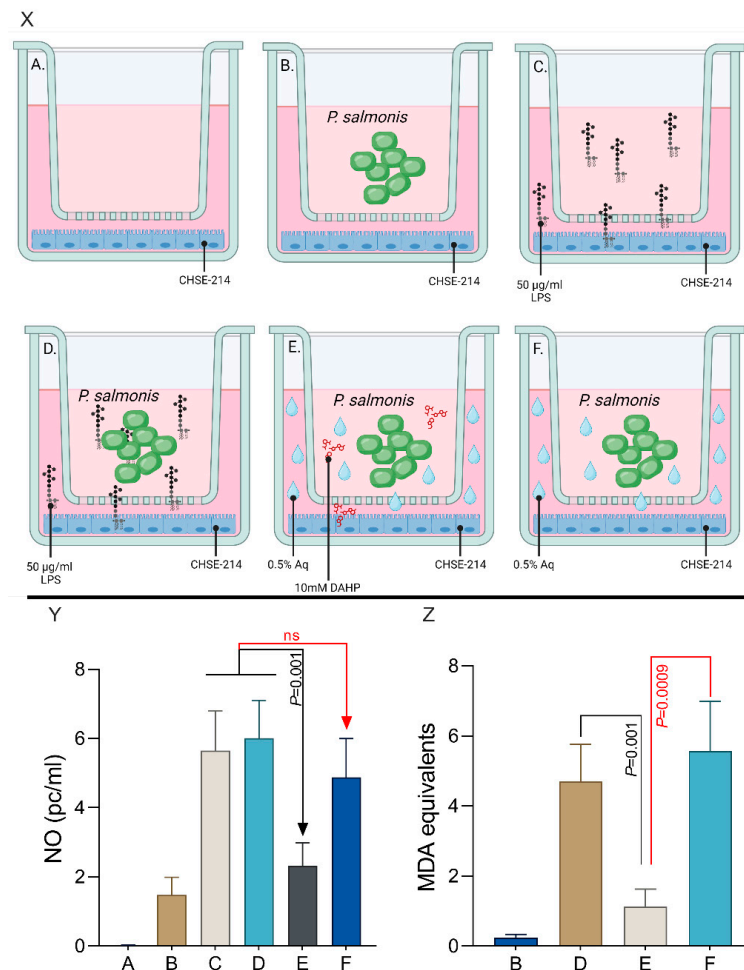 X
A.
CHSE-214
B.
P. salmonis
CHSE-214
C.
50 µg/ml
LPS
CHSE-214
D.
P. salmonis
50 µg/ml
LPS
CHSE-214
E.
P. salmonis
0.5% Aq
10mM DAHP
CHSE-214
F.
P. salmonis
0.5% Aq
CHSE-214
Y
NO (pc/ml)
8
6
4
2
0
ns
P=0.001
A B C D E F
Z
MDA equivalents
8
6
4
2
0
P=0.001
P=0.0009
B D E F